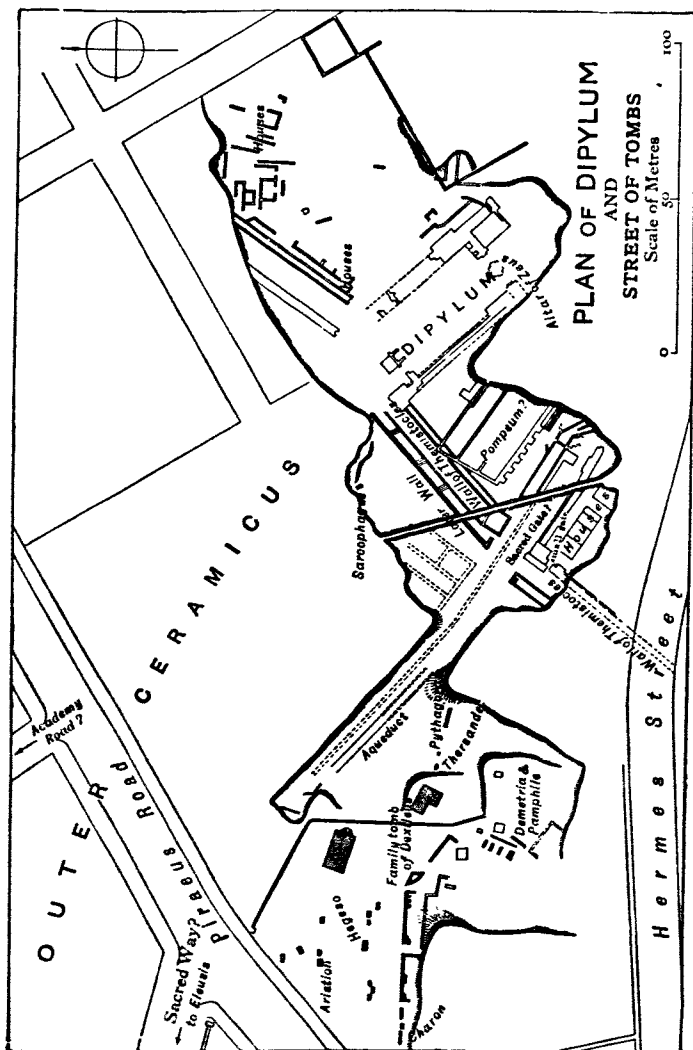 PLAN OF DIPYLUM
AND
STREET OF TOMBS
Scale of Metres
0 50 100
OUTER
CERAMICUS
Academy
Road?
Sacred Way?
to Eleusis
Piraeus Road
Houses
Houses
DIPYLUM
Altar of Zeus
Sarcophagus
Lower Wall
Wall of Themistocles
Pompeum?
Sacred Gate?
Houses
Wall of Themistocles
Hermes Street
Aqueduct
Pythagoras
Thersander
Family tomb
of Dexileos
Demetria &
Pamphile
Hegeso
Aristion
Charon